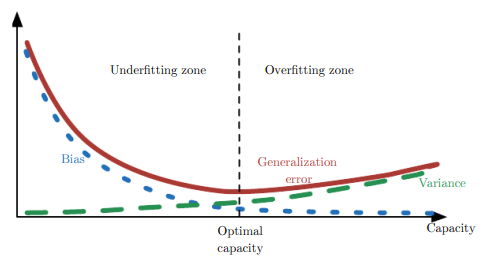 Underfitting zone
Overfitting zone
Bias
Generalization
error
Variance
Capacity
Optimal
capacity